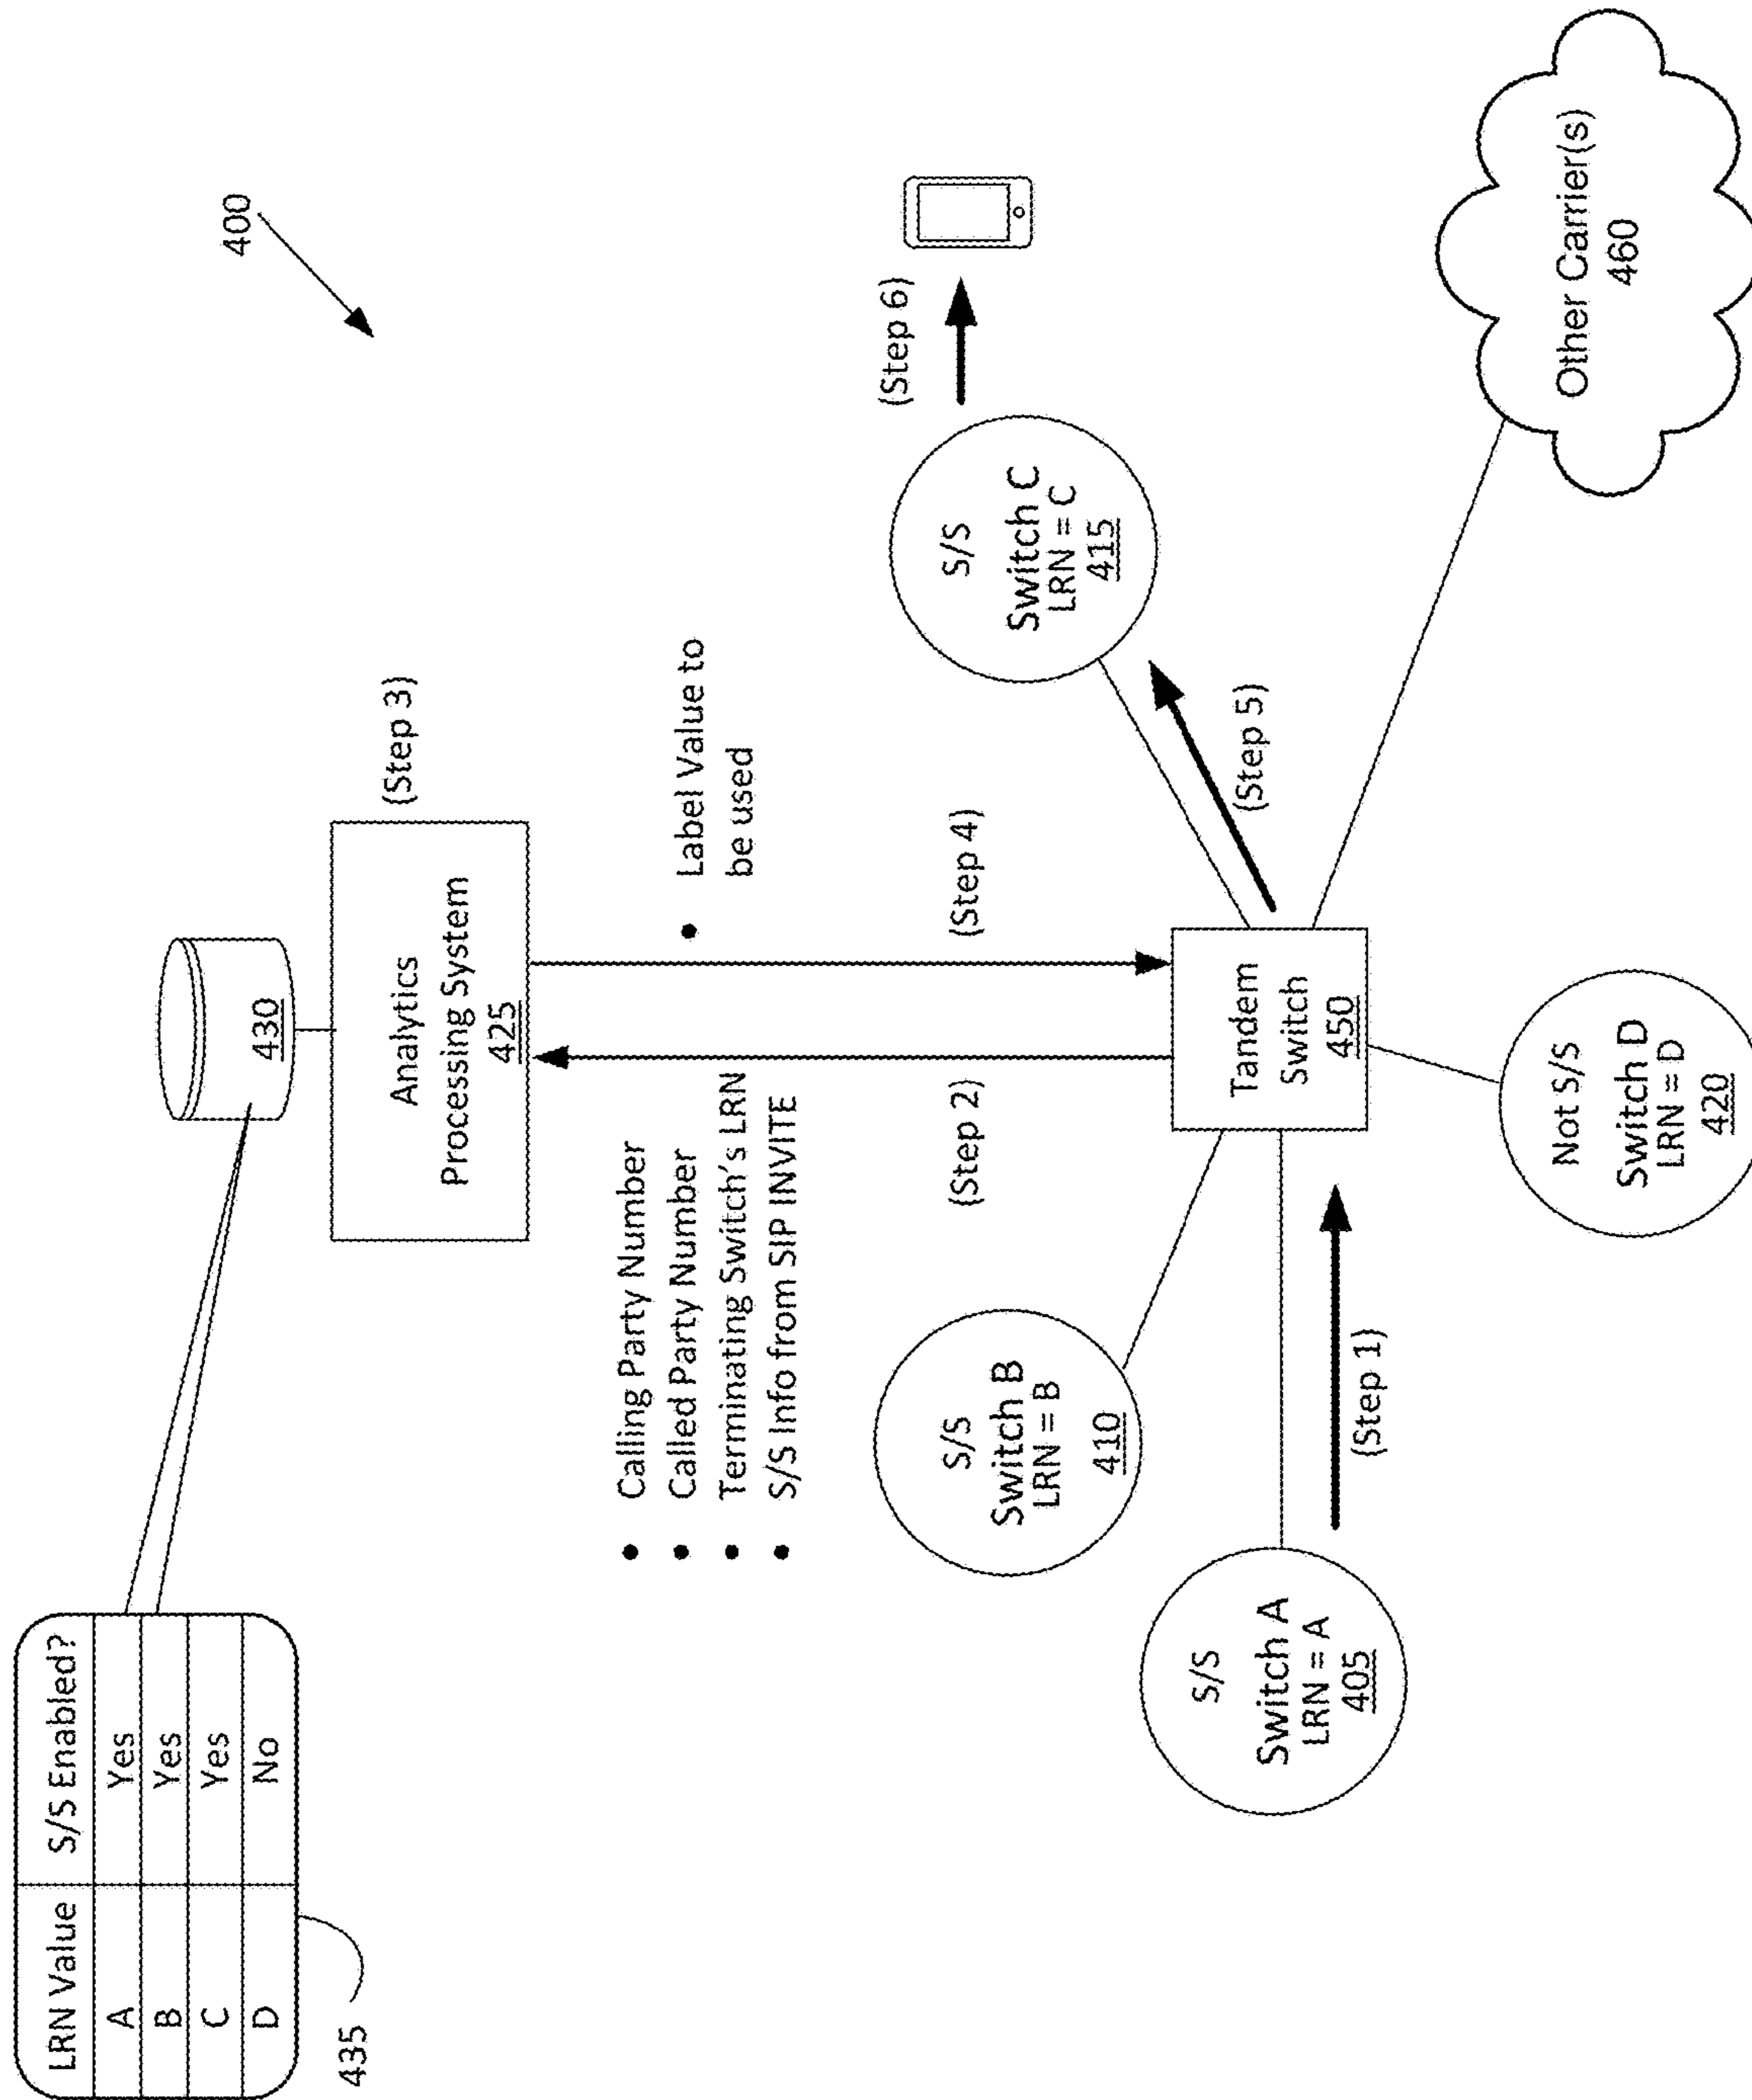 LRN Value S/S Enabled?
A Yes
B Yes
C Yes
D No
435
400
430
Analytics
Processing System
425
(Step 3)
• Calling Party Number
• Called Party Number
• Terminating Switch's LRN
• S/S Info from SIP INVITE
• Label Value to
be used
(Step 2)
(Step 4)
S/S
Switch B
LRN = B
410
S/S
Switch C
LRN = C
415
(Step 6)
S/S
Switch A
LRN = A
405
(Step 1)
Tandem
Switch
450
(Step 5)
Not S/S
Switch D
LRN = D
420
Other Carrier(s)
460